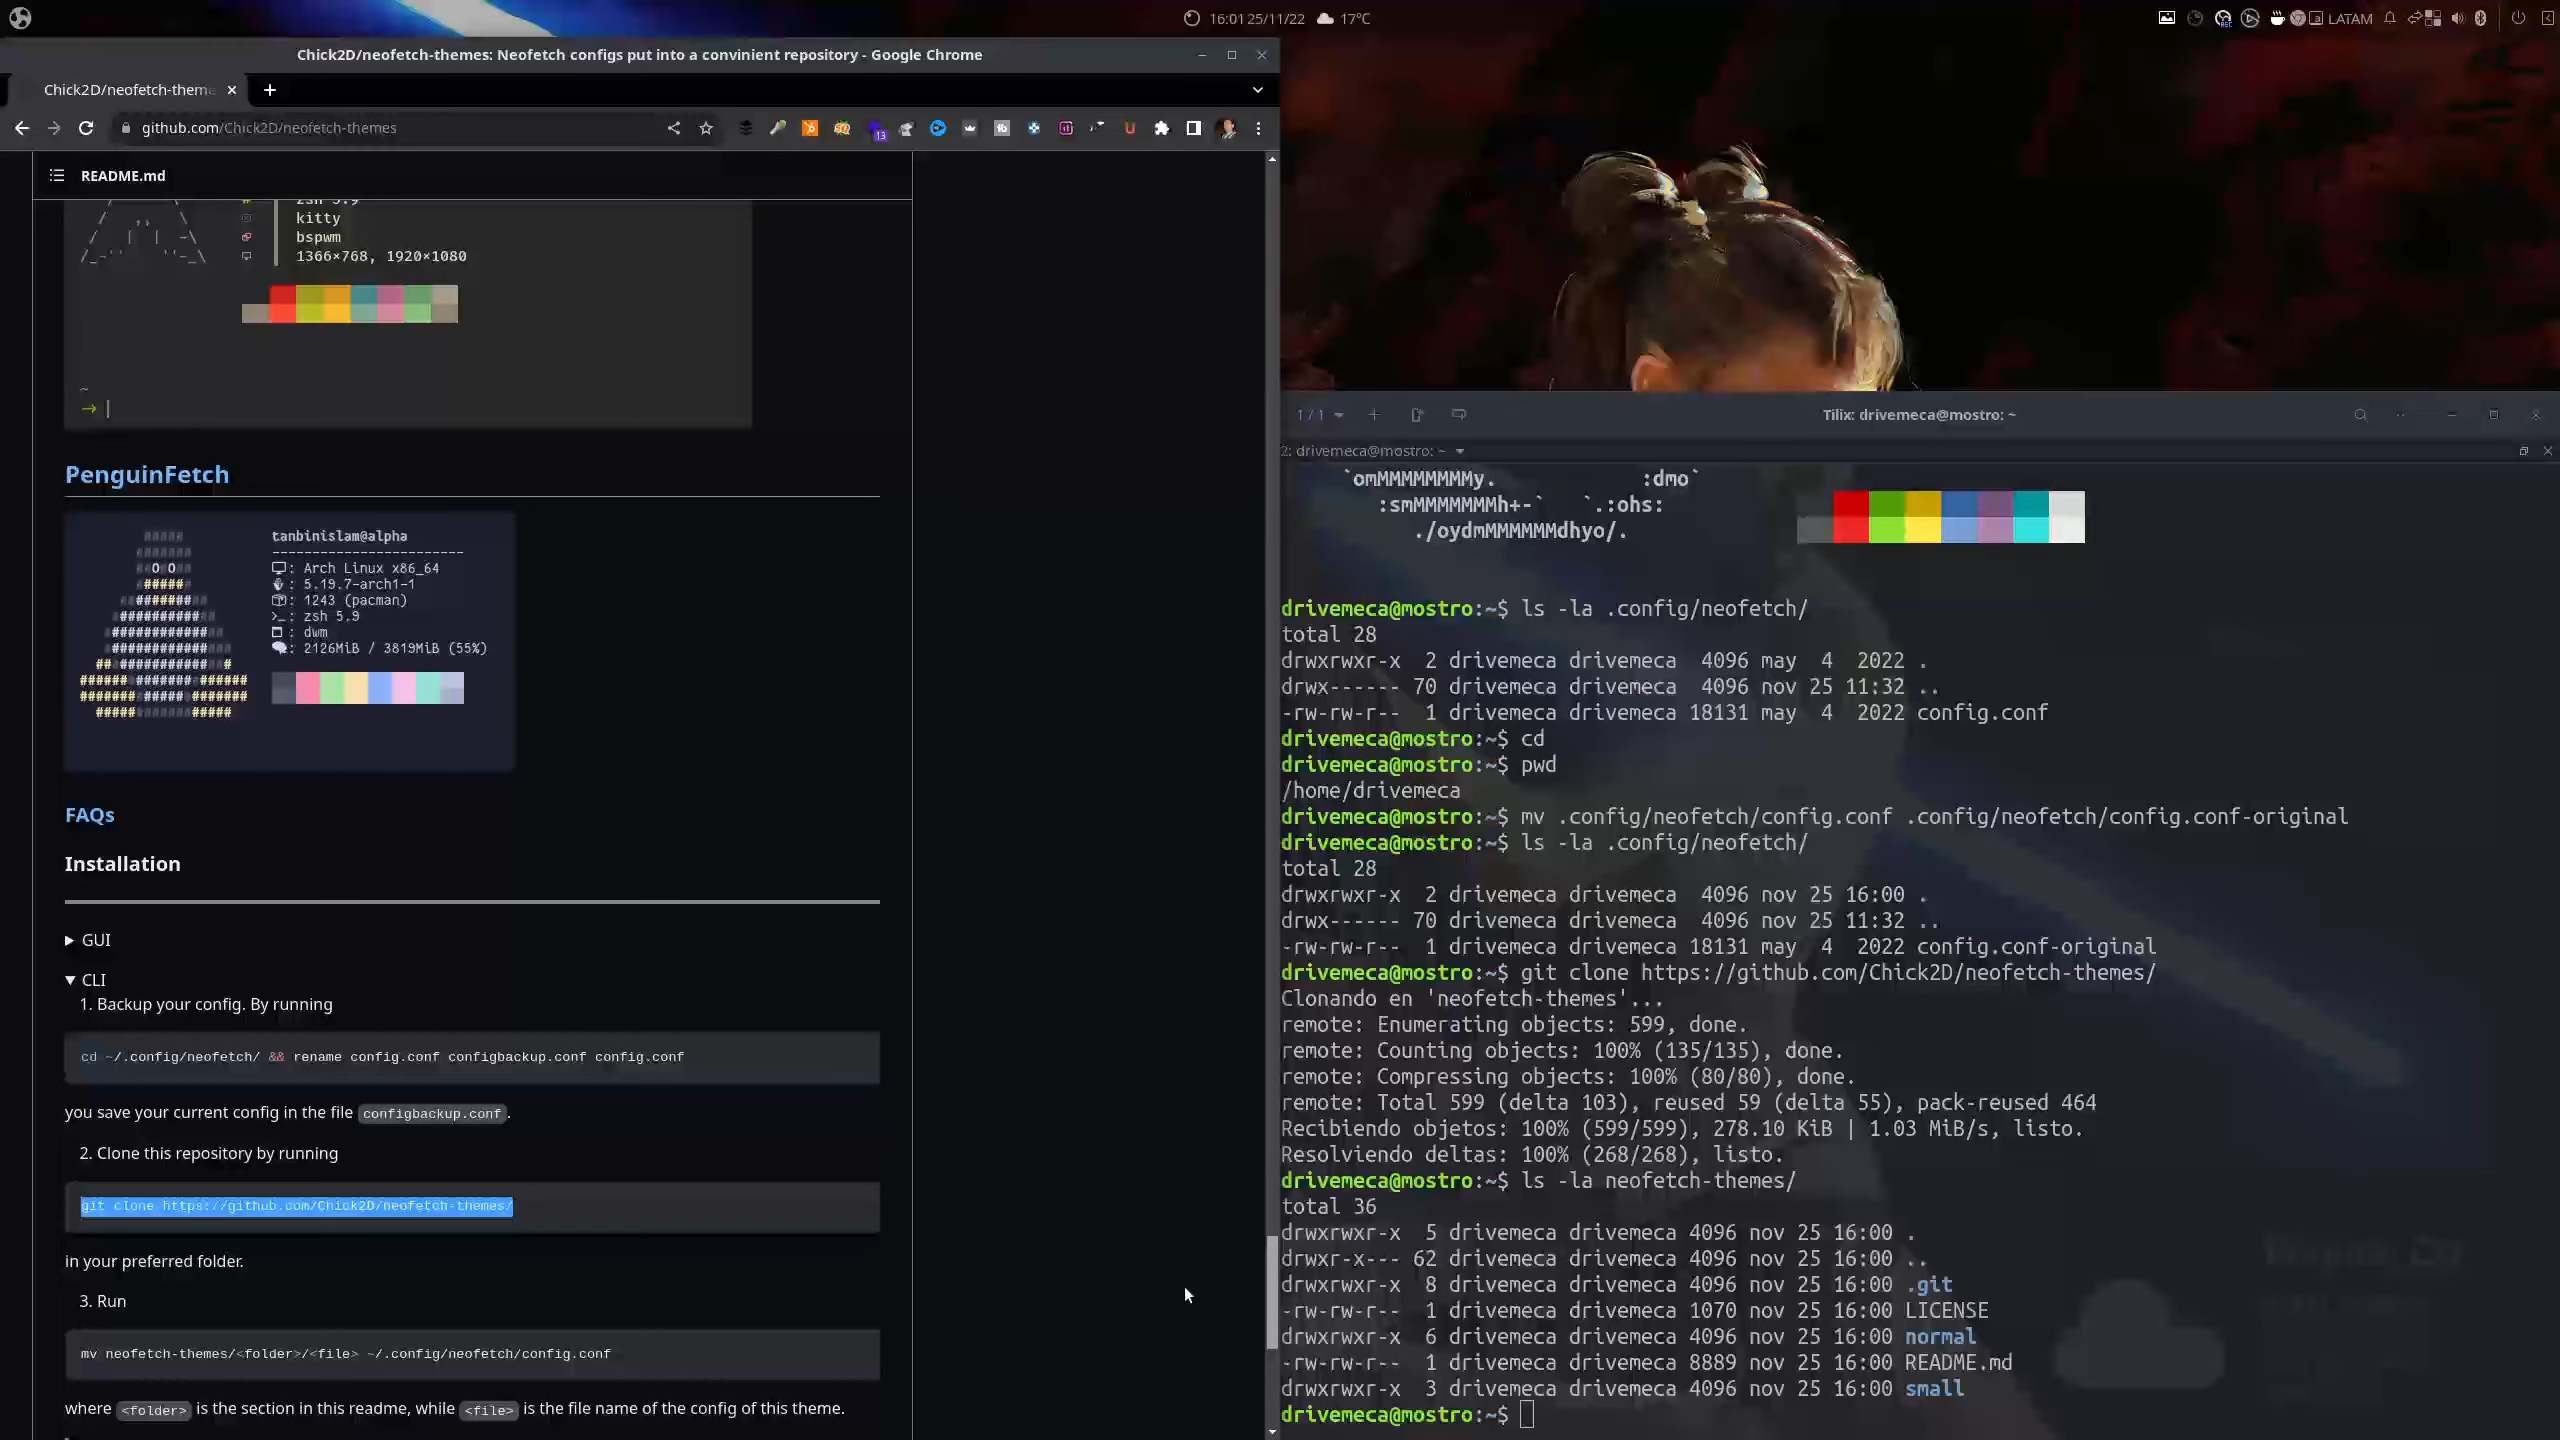 16:01 25/11/22 17°C
LATAM
Chick2D/neofetch-themes: Neofetch configs put into a convinient repository - Google Chrome
Chick2D/neofetch-theme
github.com/Chick2D/neofetch-themes
13
README.md
zsh 5.9
kitty
bspwm
1366×768, 1920×1080
~
→
PenguinFetch
tanbinislam@alpha
------------------------
: Arch Linux x86_64
: 5.19.7-arch1-1
: 1243 (pacman)
>_: zsh 5.9
: dwm
: 2126MiB / 3819MiB (55%)
FAQs
Installation
GUI
CLI
1. Backup your config. By running
cd ~/.config/neofetch/ && rename config.conf configbackup.conf config.conf
you save your current config in the file configbackup.conf.
2. Clone this repository by running
git clone https://github.com/Chick2D/neofetch-themes/
in your preferred folder.
3. Run
mv neofetch-themes/<folder>/<file> ~/.config/neofetch/config.conf
where <folder> is the section in this readme, while <file> is the file name of the config of this theme.
1 / 1
Tilix: drivemeca@mostro: ~
2: drivemeca@mostro: ~
`omMMMMMMMMy. :dmo`
:smMMMMMMMh+-` `.:ohs:
./oydmMMMMMMdhyo/.
drivemeca@mostro:~$ ls -la .config/neofetch/
total 28
drwxrwxr-x 2 drivemeca drivemeca 4096 may 4 2022 .
drwx------ 70 drivemeca drivemeca 4096 nov 25 11:32 ..
-rw-rw-r-- 1 drivemeca drivemeca 18131 may 4 2022 config.conf
drivemeca@mostro:~$ cd
drivemeca@mostro:~$ pwd
/home/drivemeca
drivemeca@mostro:~$ mv .config/neofetch/config.conf .config/neofetch/config.conf-original
drivemeca@mostro:~$ ls -la .config/neofetch/
total 28
drwxrwxr-x 2 drivemeca drivemeca 4096 nov 25 16:00 .
drwx------ 70 drivemeca drivemeca 4096 nov 25 11:32 ..
-rw-rw-r-- 1 drivemeca drivemeca 18131 may 4 2022 config.conf-original
drivemeca@mostro:~$ git clone https://github.com/Chick2D/neofetch-themes/
Clonando en 'neofetch-themes'...
remote: Enumerating objects: 599, done.
remote: Counting objects: 100% (135/135), done.
remote: Compressing objects: 100% (80/80), done.
remote: Total 599 (delta 103), reused 59 (delta 55), pack-reused 464
Recibiendo objetos: 100% (599/599), 278.10 KiB | 1.03 MiB/s, listo.
Resolviendo deltas: 100% (268/268), listo.
drivemeca@mostro:~$ ls -la neofetch-themes/
total 36
drwxrwxr-x 5 drivemeca drivemeca 4096 nov 25 16:00 .
drwxr-x--- 62 drivemeca drivemeca 4096 nov 25 16:00 ..
drwxrwxr-x 8 drivemeca drivemeca 4096 nov 25 16:00 .git
-rw-rw-r-- 1 drivemeca drivemeca 1070 nov 25 16:00 LICENSE
drwxrwxr-x 6 drivemeca drivemeca 4096 nov 25 16:00 normal
-rw-rw-r-- 1 drivemeca drivemeca 8889 nov 25 16:00 README.md
drwxrwxr-x 3 drivemeca drivemeca 4096 nov 25 16:00 small
drivemeca@mostro:~$